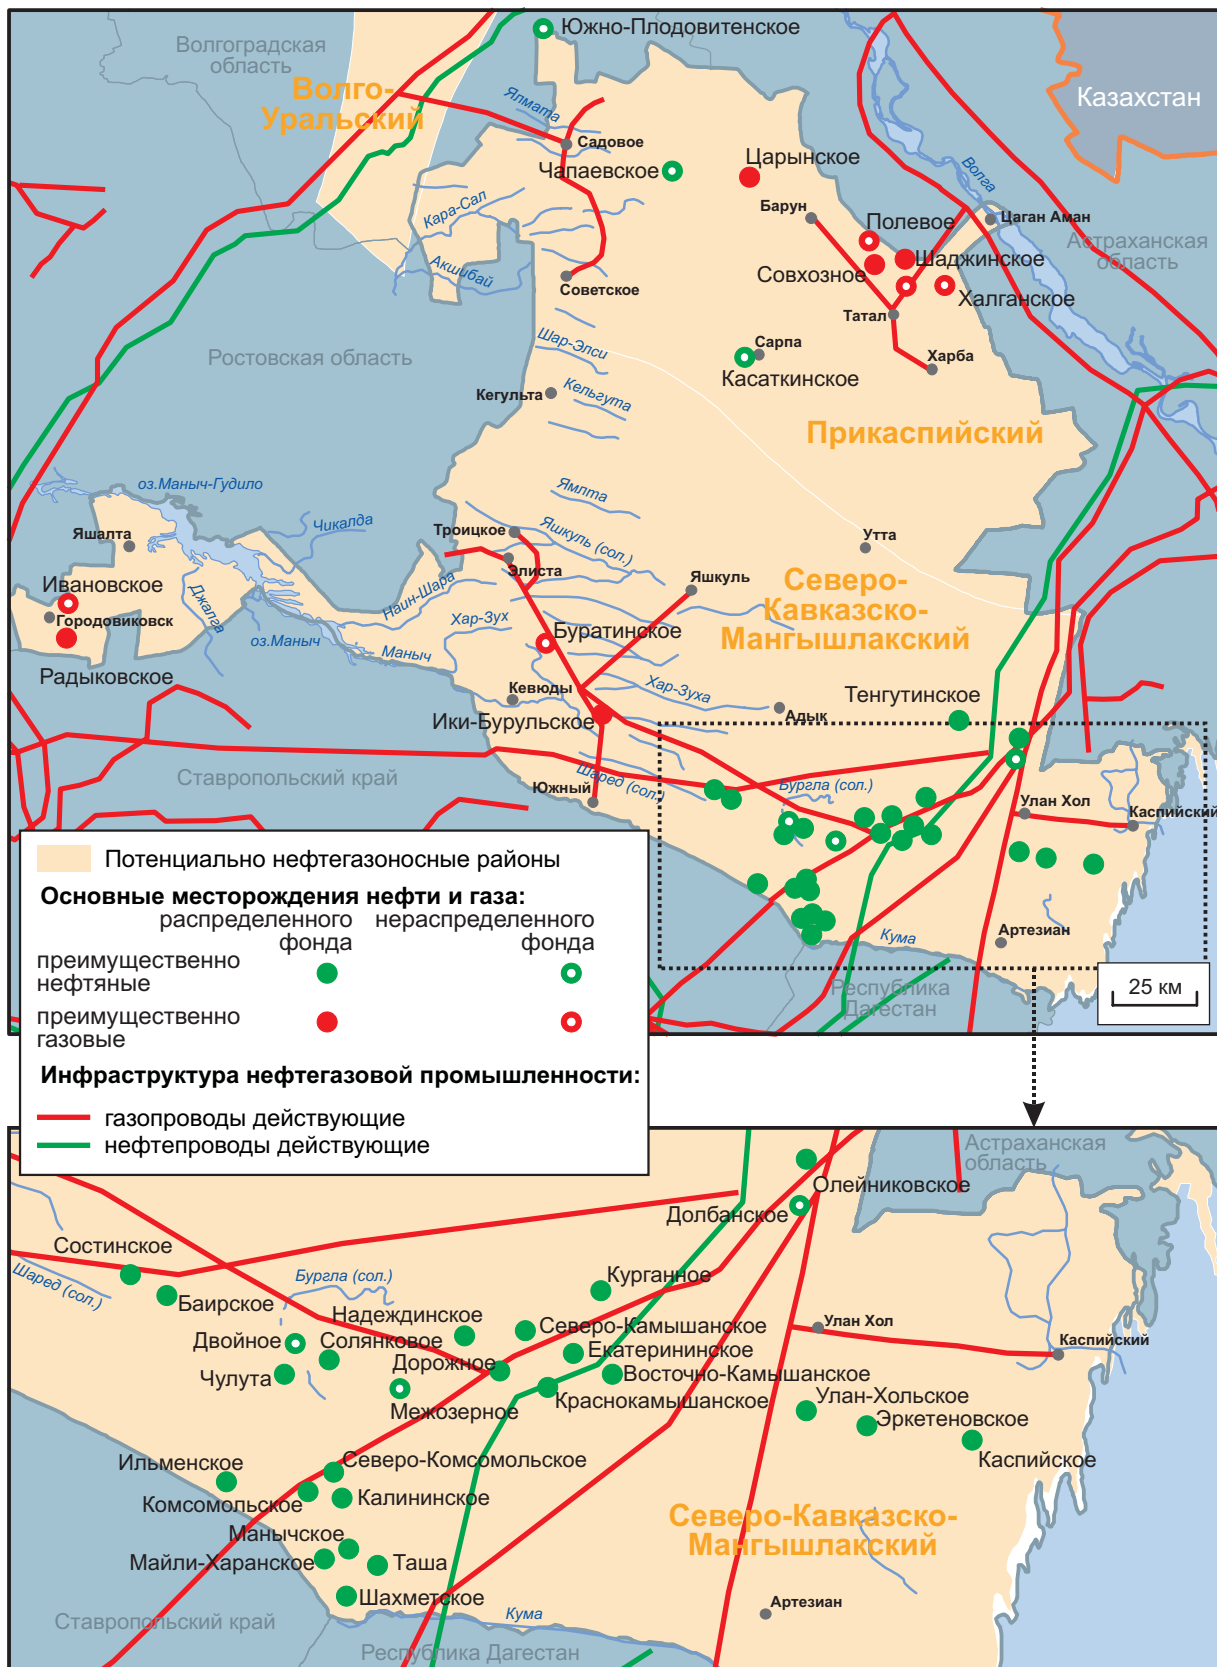 Южно-Плодовитенское
Волгоградская
область
Волго-
Уральский
Казахстан
Ялмата
Садовое
Чапаевское
Царынское
Волга
Барун
Полевое
Цаган Аман
Кара-Сал
Астраханская
область
Шаджинское
Совхозное
Акшибай
Советское
Халганское
Татал
Шар-Элси
Сарпа
Ростовская область
Харба
Касаткинское
Кегульта
Кельгута
Прикаспийский
оз.Маныч-Гудило
Ямлта
Чикалда
Яшалта
Троицкое
Яшкуль (сол.)
Утта
Элиста
Яшкуль
Ивановское
Северо-
Кавказско-
Мангышлакский
Джалга
Наин-Шара
Городовиковск
Хар-Зух
Буратинское
оз.Маныч
Маныч
Радыковское
Кевюды
Хар-Зуха
Тенгутинское
Адык
Ики-Бурульское
Ставропольский край
Шаред (сол.)
Бургла (сол.)
Южный
Улан Хол
Каспийский
Кума
Артезиан
Республика
Дагестан
25 км
Потенциально нефтегазоносные районы
Основные месторождения нефти и газа:
распределенного
фонда
нераспределенного
фонда
преимущественно
нефтяные
преимущественно
газовые
Инфраструктура нефтегазовой промышленности:
газопроводы действующие
нефтепроводы действующие
Астраханская
область
Олейниковское
Долбанское
Состинское
Шаред (сол.)
Бургла (сол.)
Курганное
Баирское
Надеждинское
Северо-Камышанское
Улан Хол
Каспийский
Двойное
Солянковое
Екатерининское
Дорожное
Чулута
Восточно-Камышанское
Краснокамышанское
Улан-Хольское
Межозерное
Эркетеновское
Каспийское
Ильменское
Северо-Комсомольское
Комсомольское
Калининское
Северо-Кавказско-
Мангышлакский
Манычское
Майли-Харанское
Таша
Шахметское
Артезиан
Ставропольский край
Кума
Республика Дагестан